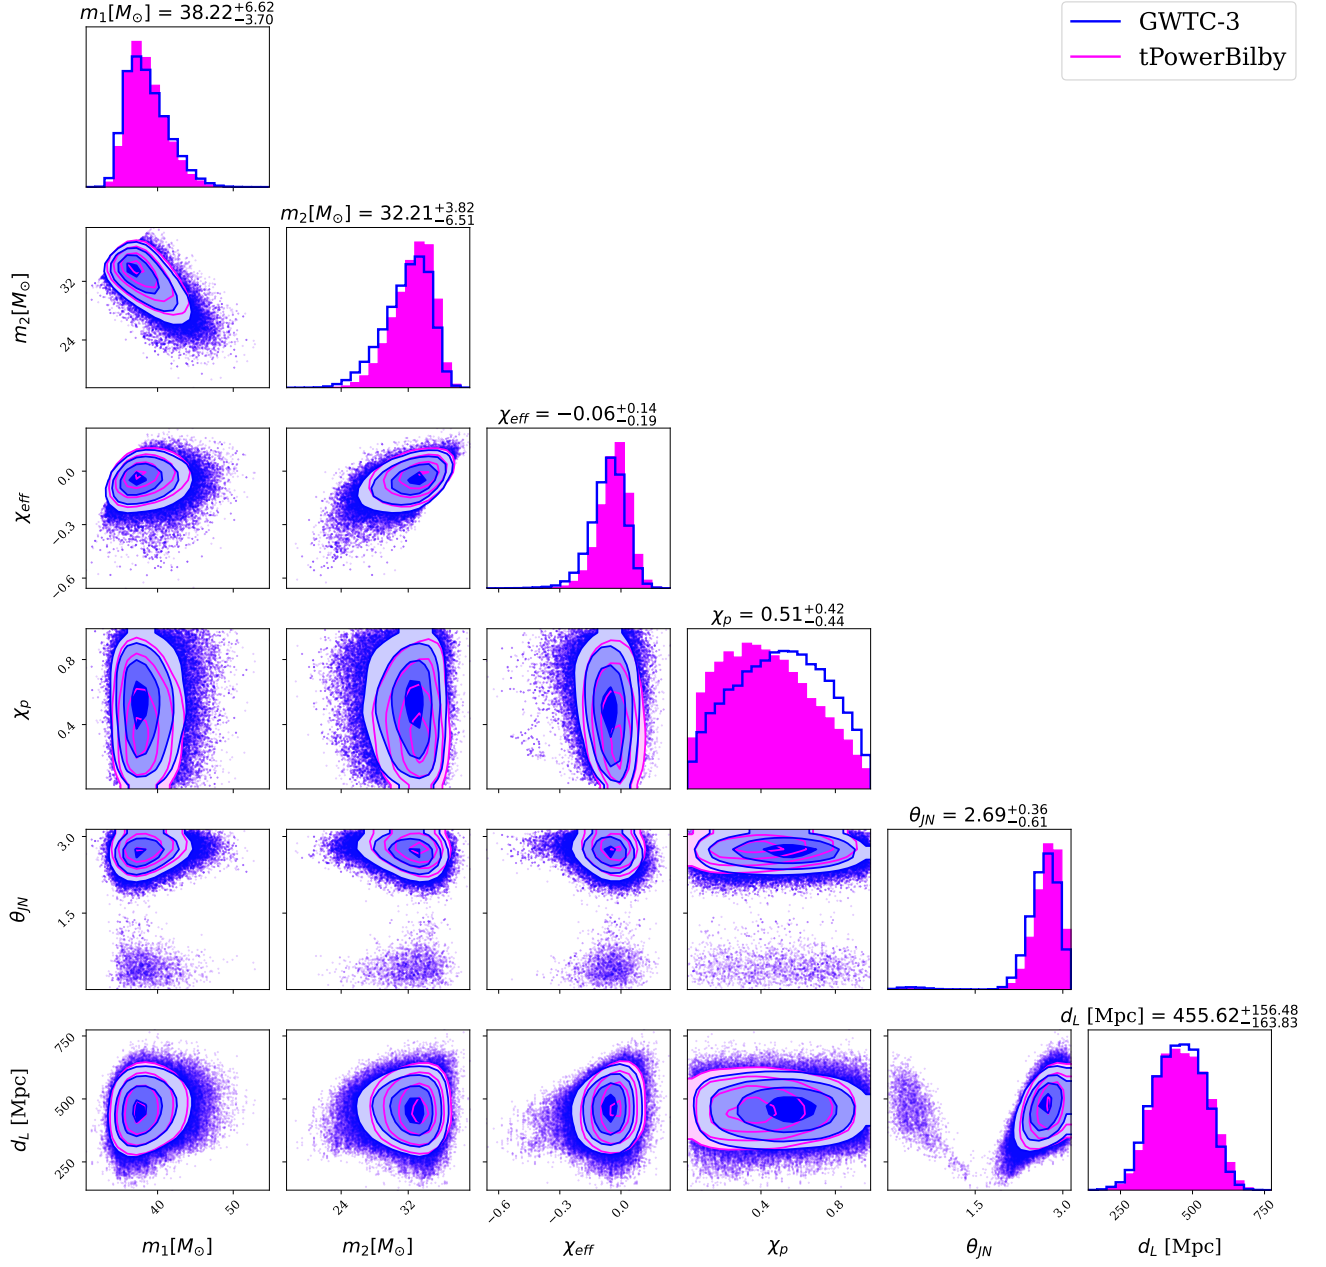 m₁[M⊙] = 38.22+6.62−3.70
GWTC-3
tPowerBilby
m₂[M⊙] = 32.21+3.82−6.51
m₂[M⊙]
32
24
χeff = −0.06+0.14−0.19
χeff
0.0
−0.3
−0.6
χp = 0.51+0.42−0.44
χp
0.8
0.4
θJN = 2.69+0.36−0.61
θJN
3.0
1.5
dL [Mpc] = 455.62+156.48−163.83
dL [Mpc]
750
500
250
40 50 24 32 −0.6 −0.3 0.0 0.4 0.8 1.5 3.0 250 500 750
m₁[M⊙] m₂[M⊙] χeff χp θJN dL [Mpc]